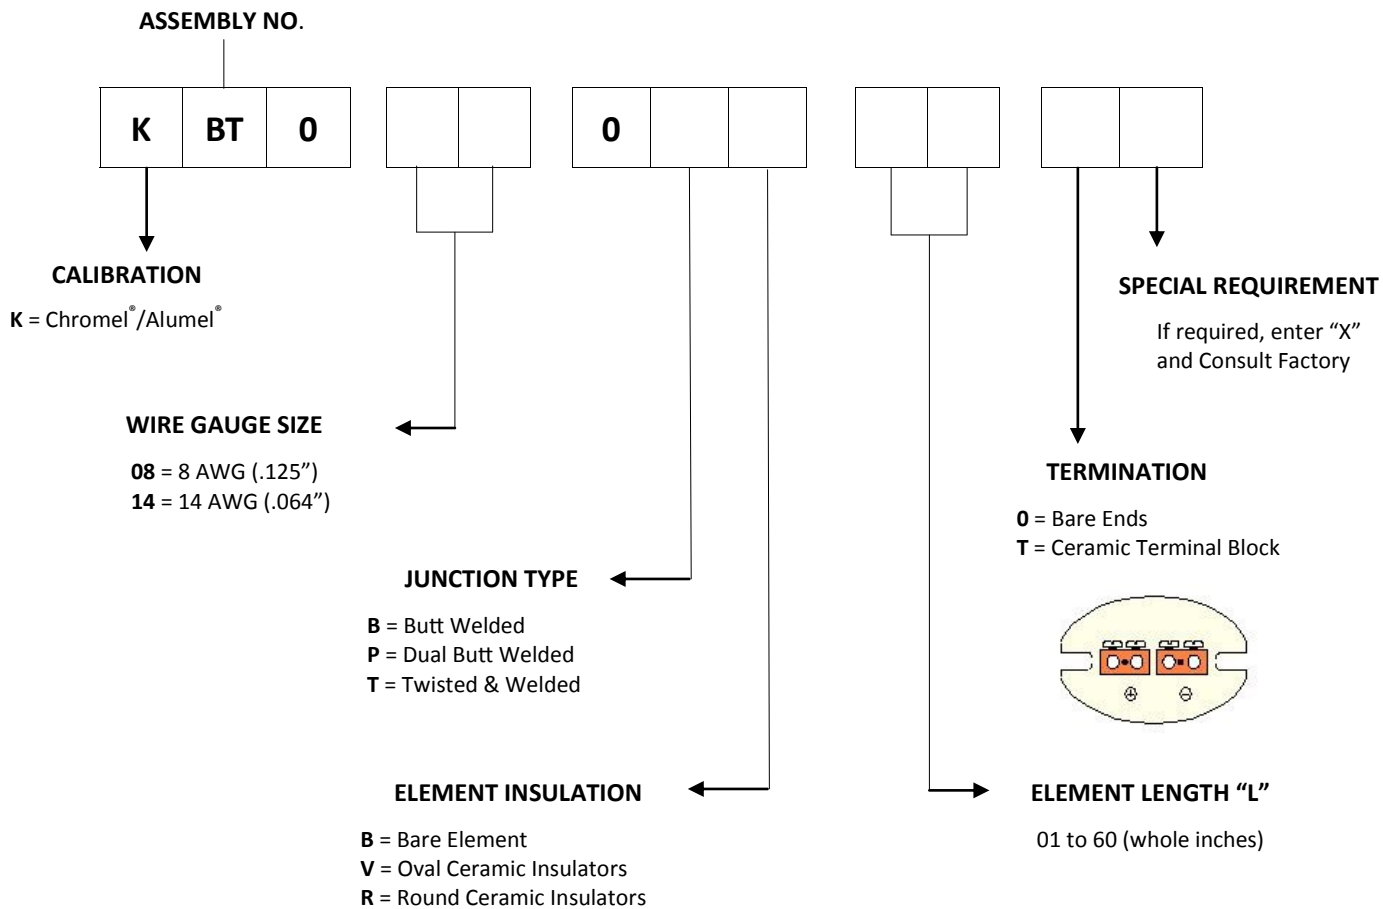 ASSEMBLY NO.
K BT 0 0
CALIBRATION
K = Chromel®/Alumel®
SPECIAL REQUIREMENT
If required, enter “X”
and Consult Factory
WIRE GAUGE SIZE
08 = 8 AWG (.125”)
14 = 14 AWG (.064”)
TERMINATION
0 = Bare Ends
T = Ceramic Terminal Block
+ -
JUNCTION TYPE
B = Butt Welded
P = Dual Butt Welded
T = Twisted & Welded
ELEMENT INSULATION
B = Bare Element
V = Oval Ceramic Insulators
R = Round Ceramic Insulators
ELEMENT LENGTH “L”
01 to 60 (whole inches)